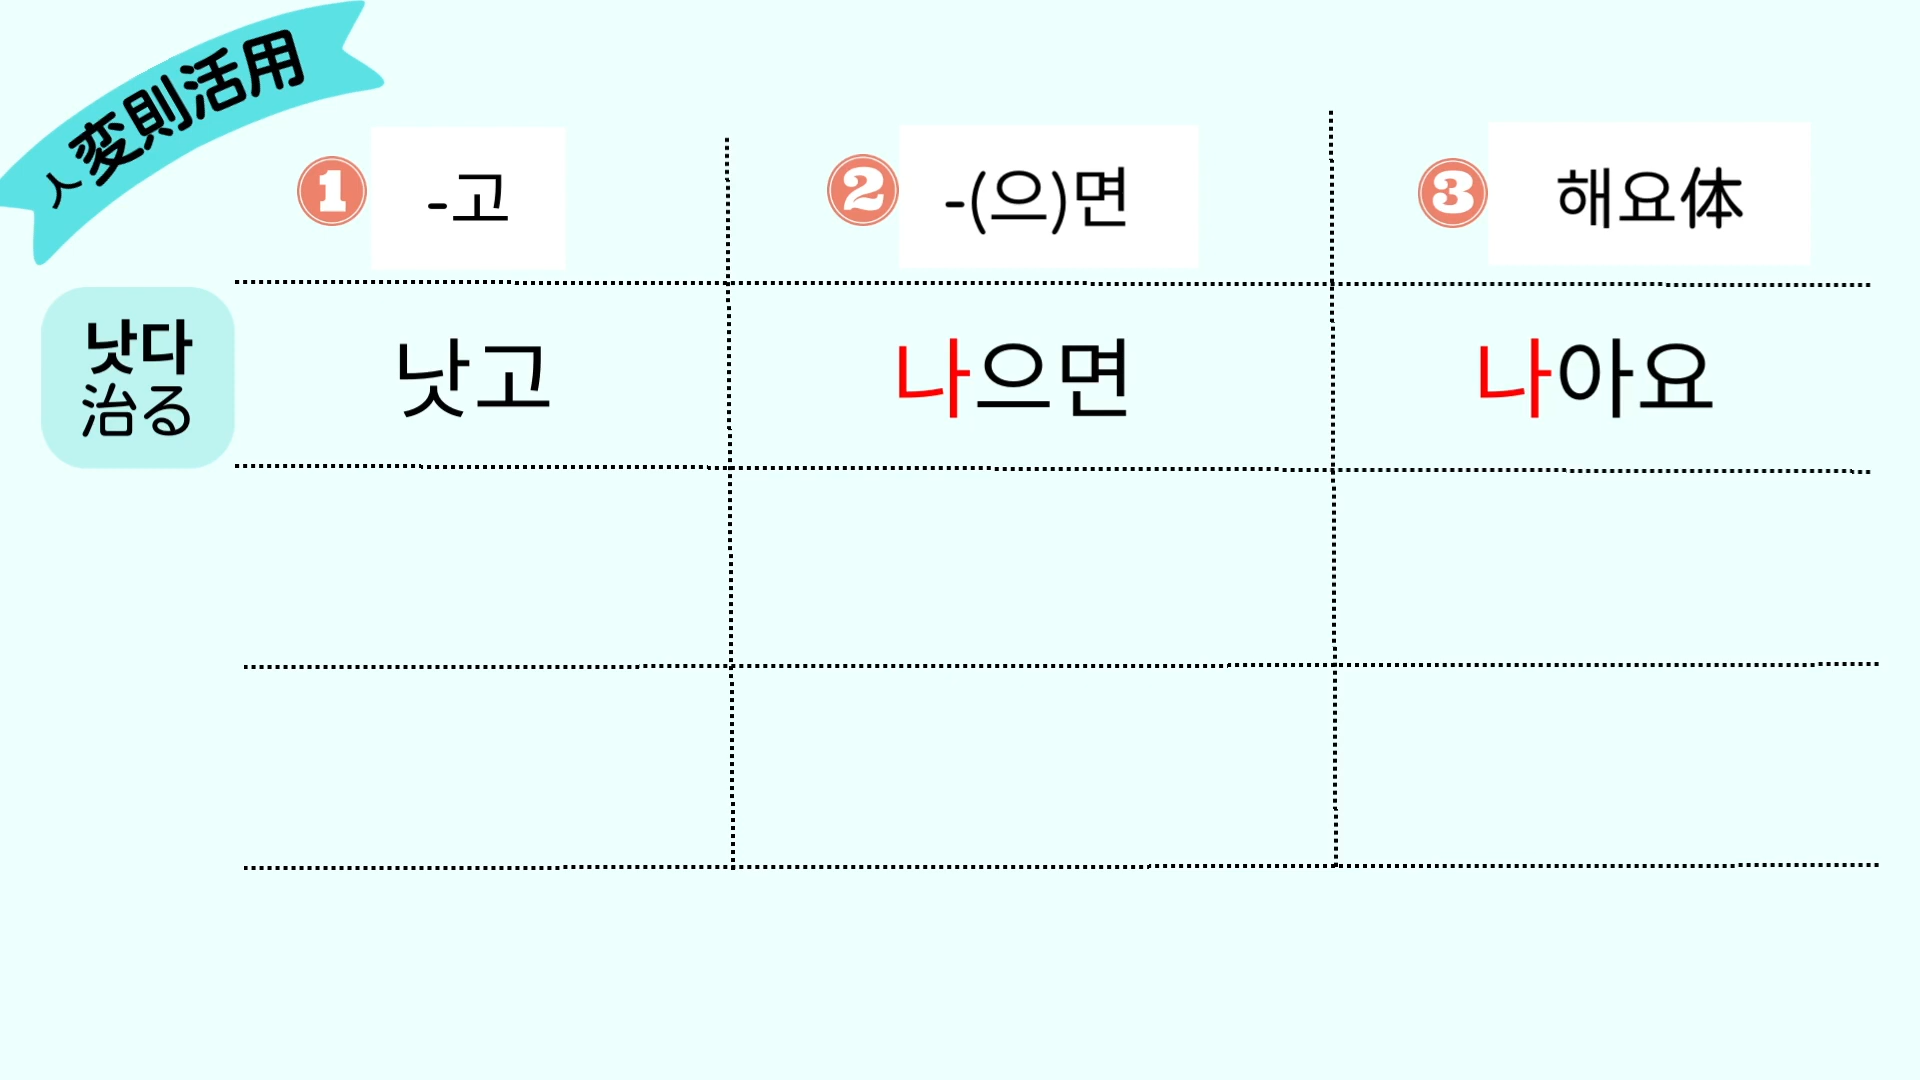 ㅅ変則活用
1 -고
2 -(으)면
3 해요体
낫다
治る
낫고
나으면
나아요